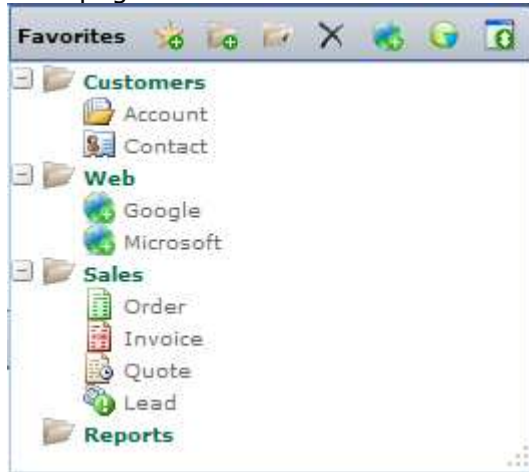 Favorites
Customers
Account
Contact
Web
Google
Microsoft
Sales
Order
Invoice
Quote
Lead
Reports